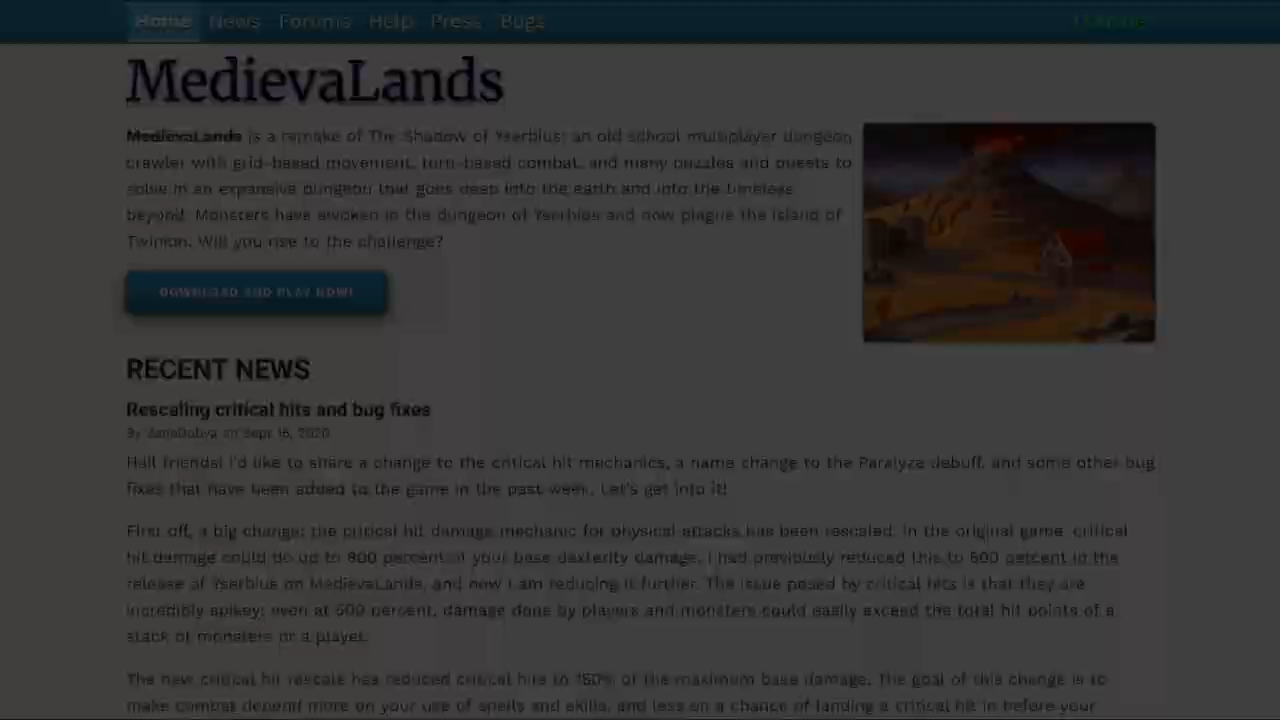 Home News Forums Help Press Bugs
MedievaLands
MedievaLands is a remake of The Shadow of Yserbius: an old school multiplayer dungeon
crawler with grid-based movement, turn-based combat, and many puzzles and quests to
solve in an expansive dungeon that goes deep into the earth and into the timeless
beyond. Monsters have awoken in the dungeon of Yserbius and now plague the island of
Twinion. Will you rise to the challenge?
DOWNLOAD AND PLAY NOW!
RECENT NEWS
Rescaling critical hits and bug fixes
By on Sept 16, 2020
Hail friends! I'd like to share a change to the critical hit mechanics, a name change to the Paralyze debuff, and some other bug
fixes that have been added to the game in the past week. Let's get into it!
First off, a big change: the critical hit damage mechanic for physical attacks has been rescaled. In the original game, critical
hit damage could do up to 800 percent of your base dexterity damage. I had previously reduced this to 500 percent in the
release of Yserbius on MedievaLands, and now I am reducing it further. The issue posed by critical hits is that they are
incredibly spikey; even at 500 percent, damage done by players and monsters could easily exceed the total hit points of a
stack of monsters or a player.
The new critical hit rescale has reduced critical hits to 150% of the maximum base damage. The goal of this change is to
make combat depend more on your use of spells and skills, and less on a chance of landing a critical hit in before your